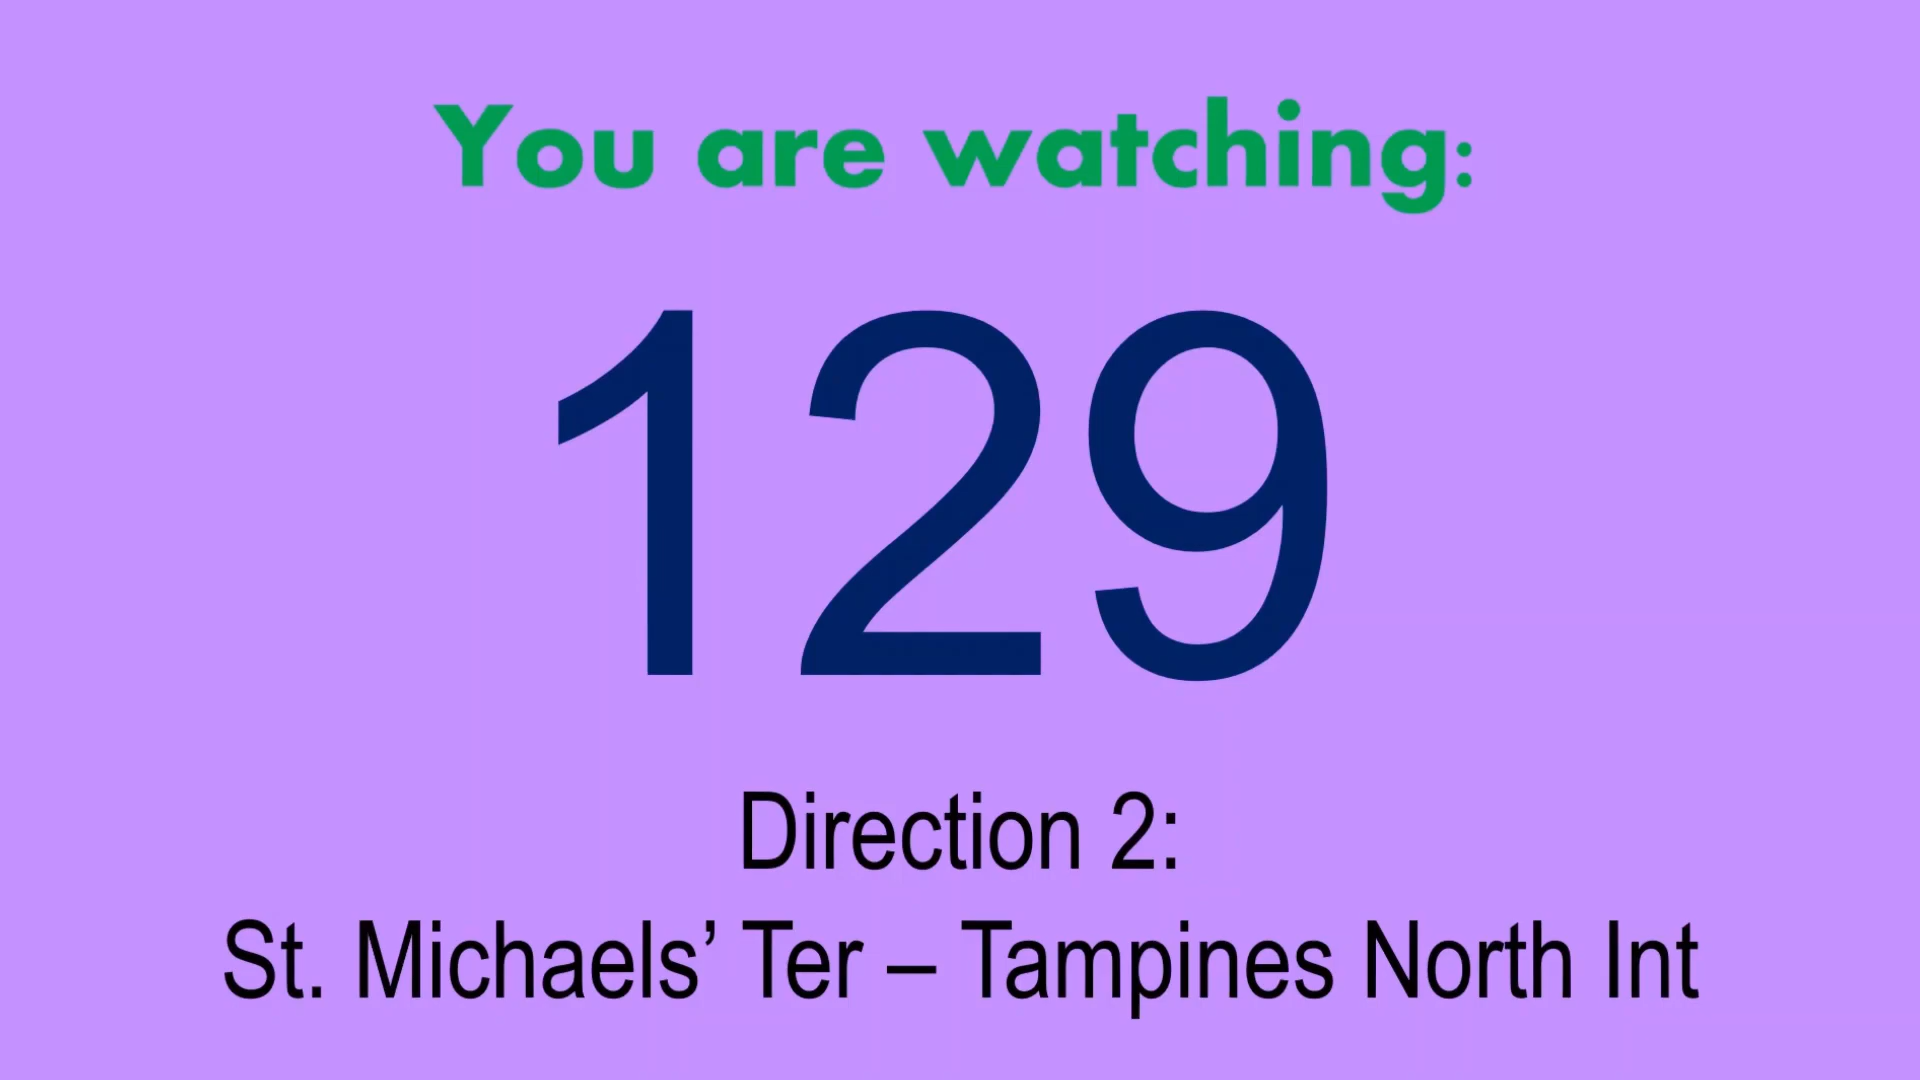 You are watching:
129
Direction 2:
St. Michaels’ Ter – Tampines North Int